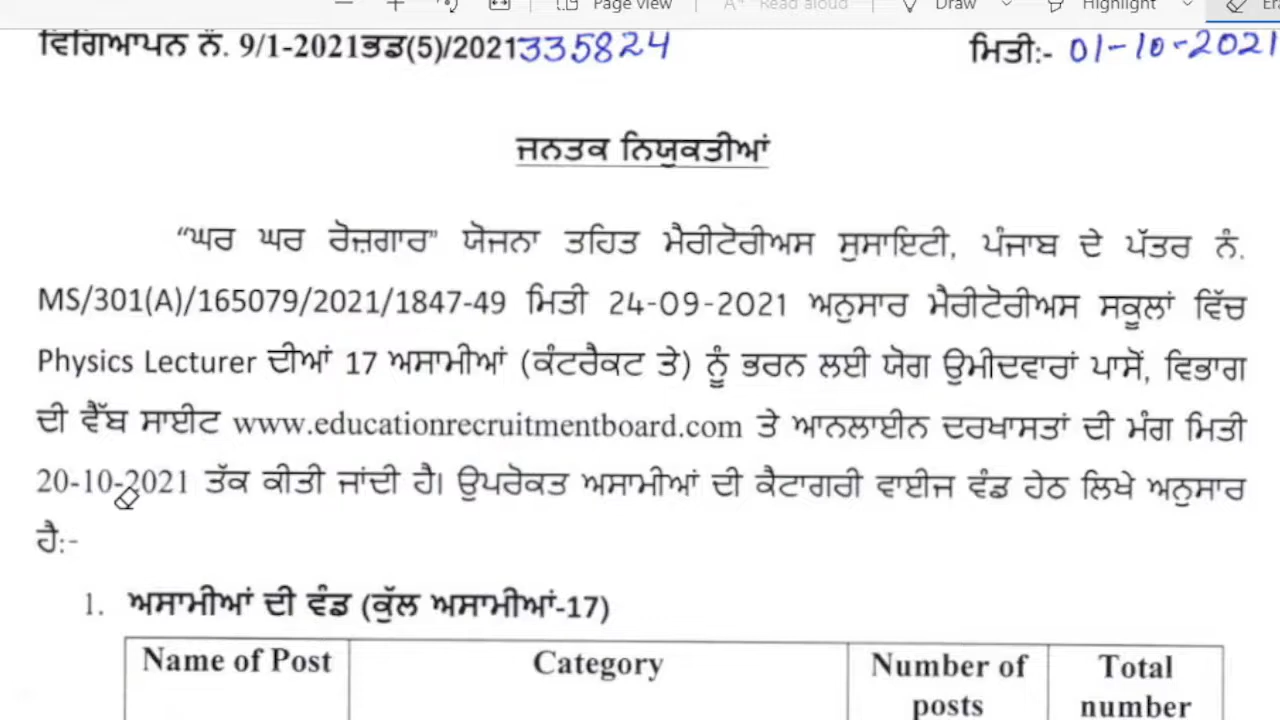 Page view Read aloud Draw Highlight
ਵਿਗਿਆਪਨ ਨੰ. 9/1-2021ਭਡ(5)/2021335824 ਮਿਤੀ:- 01-10-2021
ਜਨਤਕ ਨਿਯੁਕਤੀਆਂ
“ਘਰ ਘਰ ਰੋਜ਼ਗਾਰ” ਯੋਜਨਾ ਤਹਿਤ ਮੈਰੀਟੋਰੀਅਸ ਸੁਸਾਇਟੀ, ਪੰਜਾਬ ਦੇ ਪੱਤਰ ਨੰ.
MS/301(A)/165079/2021/1847-49 ਮਿਤੀ 24-09-2021 ਅਨੁਸਾਰ ਮੈਰੀਟੋਰੀਅਸ ਸਕੂਲਾਂ ਵਿੱਚ
Physics Lecturer ਦੀਆਂ 17 ਅਸਾਮੀਆਂ (ਕੰਟਰੈਕਟ ਤੇ) ਨੂੰ ਭਰਨ ਲਈ ਯੋਗ ਉਮੀਦਵਾਰਾਂ ਪਾਸੋਂ, ਵਿਭਾਗ
ਦੀ ਵੈੱਬ ਸਾਈਟ www.educationrecruitmentboard.com ਤੇ ਆਨਲਾਈਨ ਦਰਖਾਸਤਾਂ ਦੀ ਮੰਗ ਮਿਤੀ
20-10-2021 ਤੱਕ ਕੀਤੀ ਜਾਂਦੀ ਹੈ। ਉਪਰੋਕਤ ਅਸਾਮੀਆਂ ਦੀ ਕੈਟਾਗਰੀ ਵਾਈਜ ਵੰਡ ਹੇਠ ਲਿਖੇ ਅਨੁਸਾਰ
ਹੈ:-
1. ਅਸਾਮੀਆਂ ਦੀ ਵੰਡ (ਕੁੱਲ ਅਸਾਮੀਆਂ-17)
Name of Post Category Number of Total
posts number